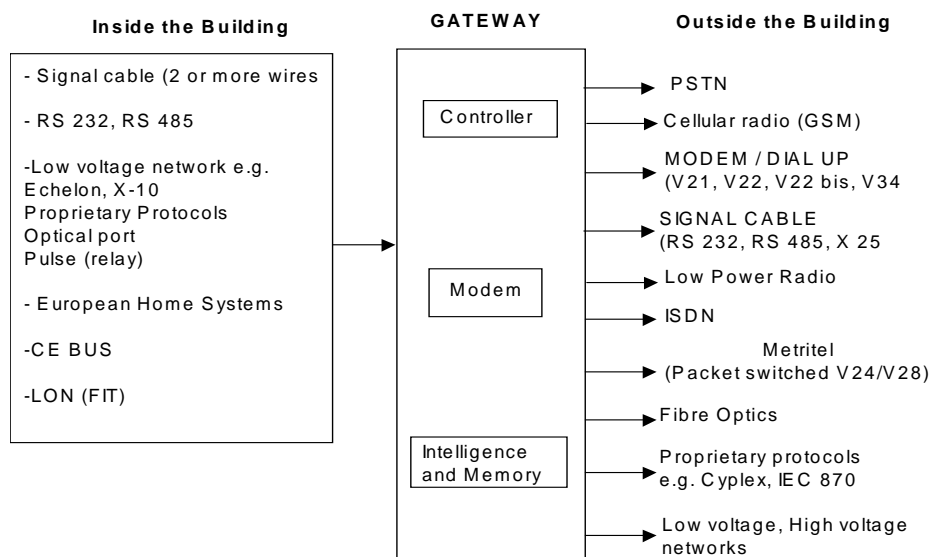 Inside the Building
- Signal cable (2 or more wires
- RS 232, RS 485
-Low voltage network e.g.
Echelon, X-10
Proprietary Protocols
Optical port
Pulse (relay)
- European Home Systems
-CE BUS
-LON (FIT)
GATEWAY
Controller
Modem
Intelligence
and Memory
Outside the Building
PSTN
Cellular radio (GSM)
MODEM / DIAL UP
(V21, V22, V22 bis, V34
SIGNAL CABLE
(RS 232, RS 485, X 25
Low Power Radio
ISDN
Metritel
(Packet switched V24/V28)
Fibre Optics
Proprietary protocols
e.g. Cyplex, IEC 870
Low voltage, High voltage
networks